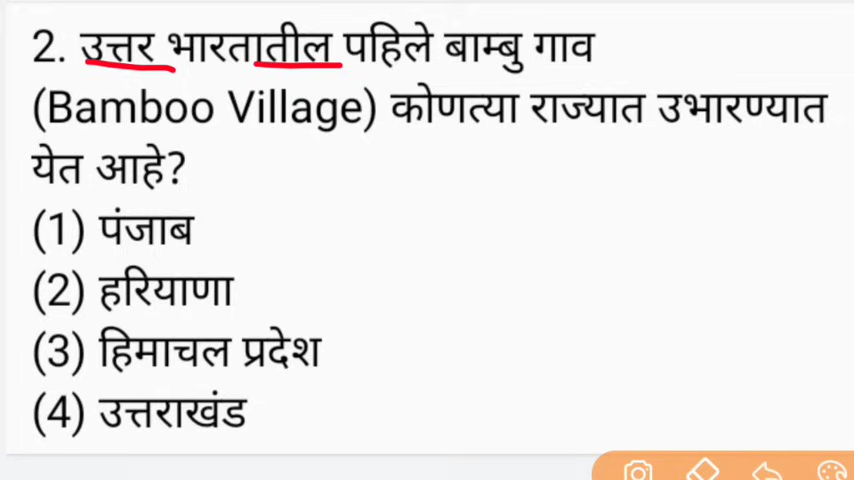 2. उत्तर भारतातील पहिले बाम्बु गाव
(Bamboo Village) कोणत्या राज्यात उभारण्यात
येत आहे?
(1) पंजाब
(2) हरियाणा
(3) हिमाचल प्रदेश
(4) उत्तराखंड